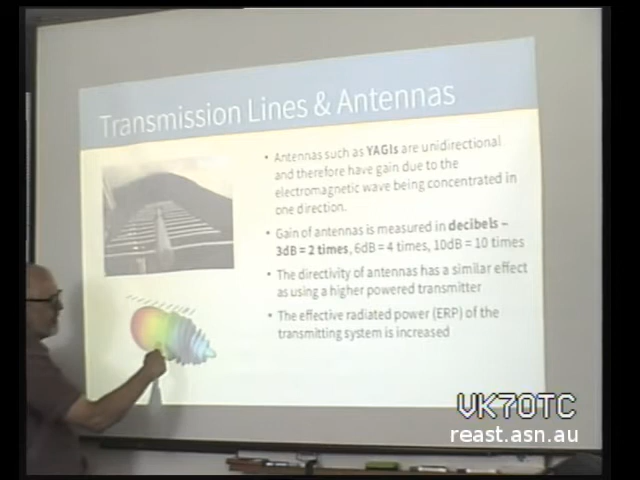 Transmission Lines & Antennas
• Antennas such as YAGIs are unidirectional
and therefore have gain due to the
electromagnetic wave being concentrated in
one direction.
• Gain of antennas is measured in decibels –
3dB = 2 times, 6dB = 4 times, 10dB = 10 times
• The directivity of antennas has a similar effect
as using a higher powered transmitter
• The effective radiated power (ERP) of the
transmitting system is increased
VK7OTC
reast.asn.au